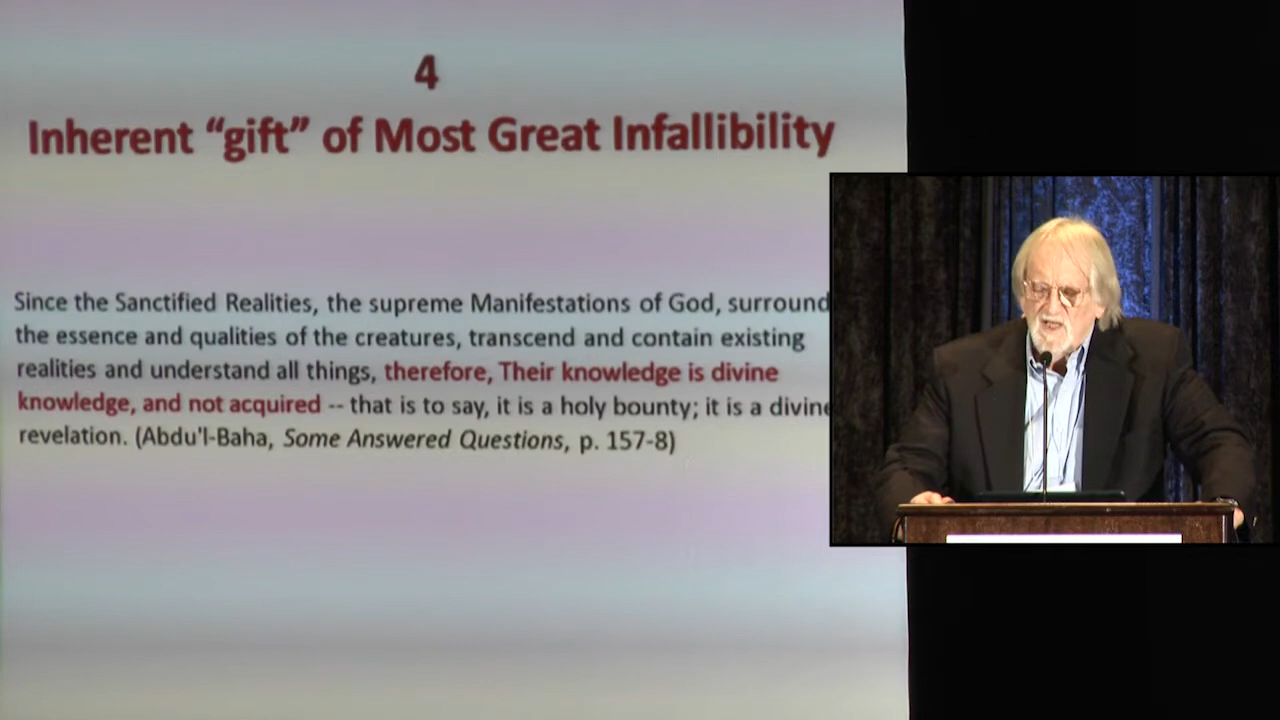 4
Inherent “gift” of Most Great Infallibility
Since the Sanctified Realities, the supreme Manifestations of God, surround
the essence and qualities of the creatures, transcend and contain existing
realities and understand all things, therefore, Their knowledge is divine
knowledge, and not acquired -- that is to say, it is a holy bounty; it is a divine
revelation. (Abdu'l-Baha, Some Answered Questions, p. 157-8)